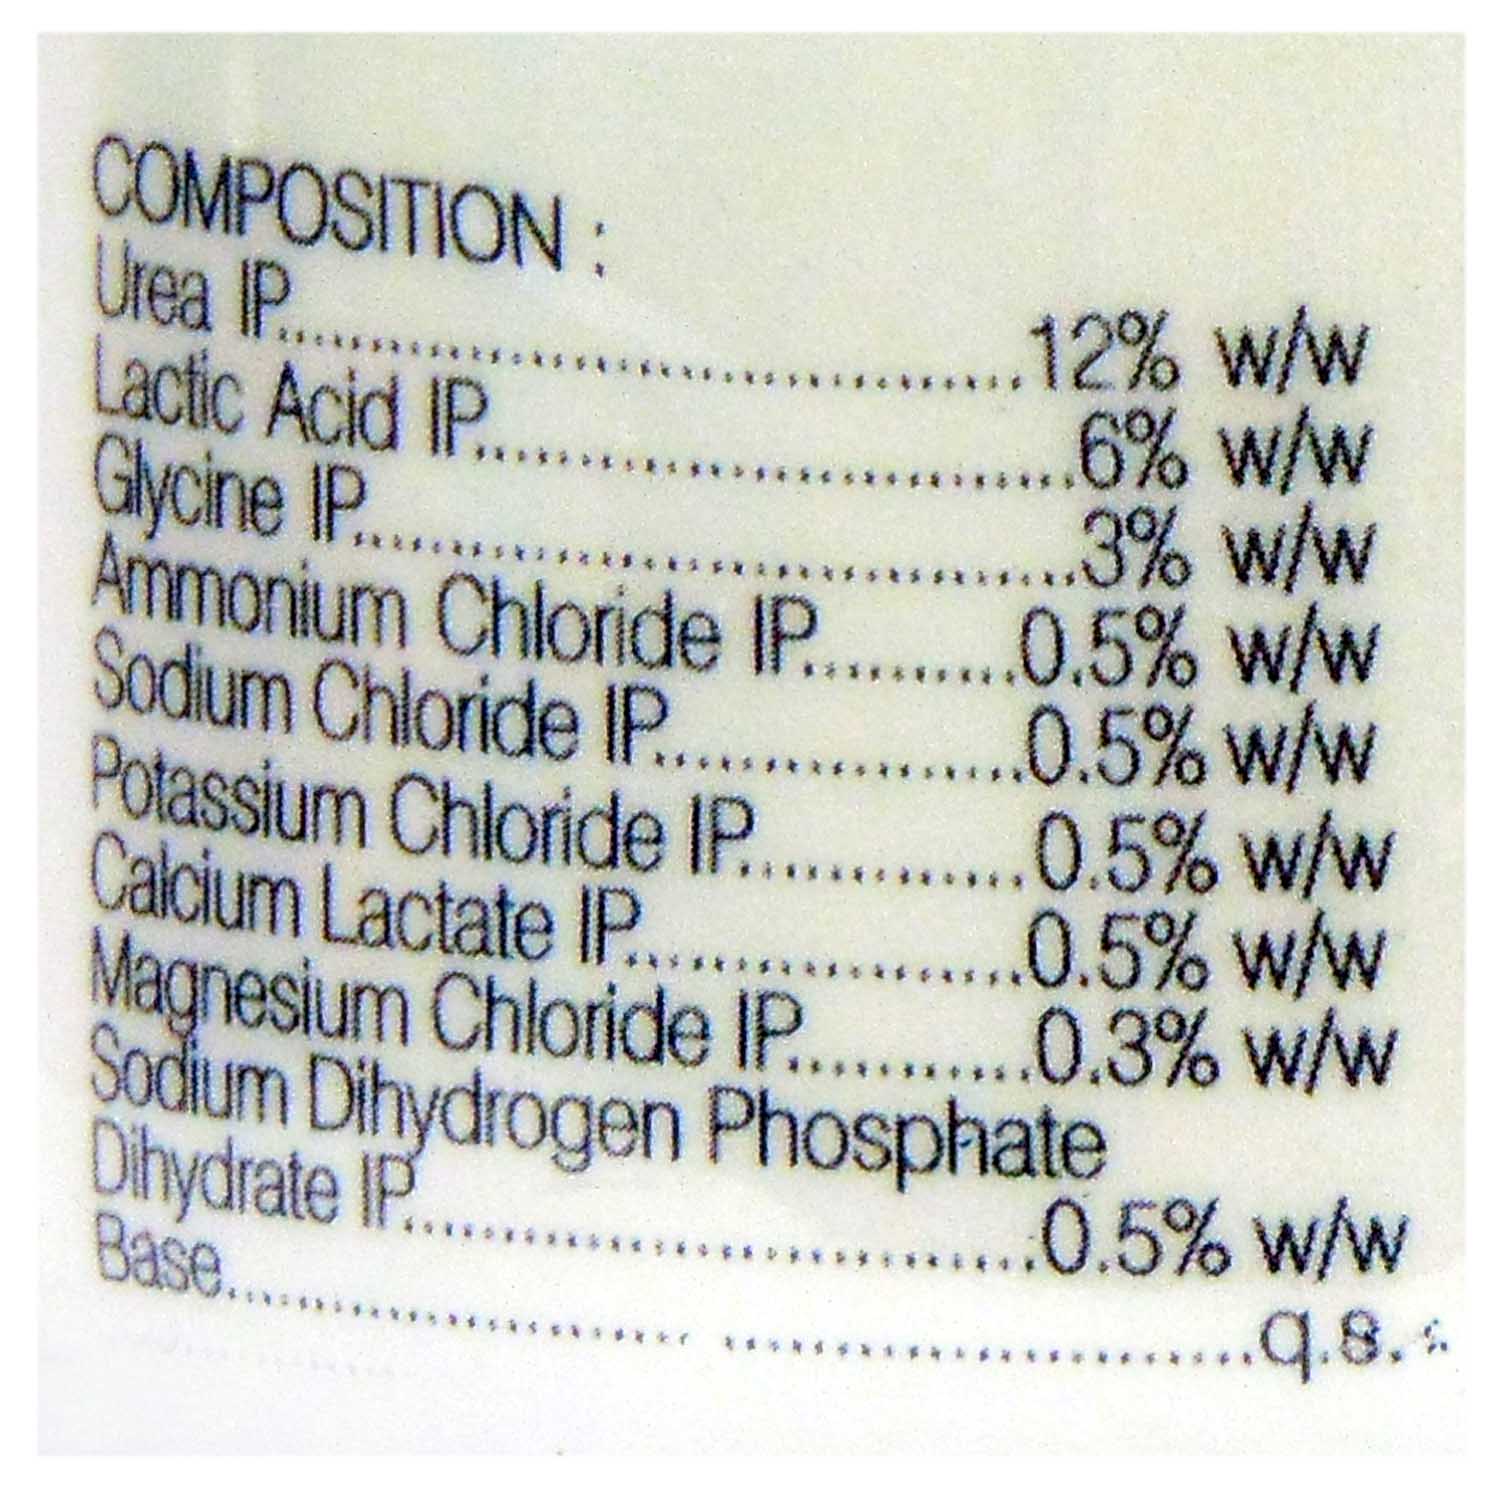 COMPOSITION :
Urea IP..............................12% w/w
Lactic Acid IP..............................6% w/w
Glycine IP..............................3% w/w
Ammonium Chloride IP...........0.5% w/w
Sodium Chloride IP....................0.5% w/w
Potassium Chloride IP...............0.5% w/w
Calcium Lactate IP.....................0.5% w/w
Magnesium Chloride IP............0.3% w/w
Sodium Dihydrogen Phosphate
Dihydrate IP..................................0.5% w/w
Base.......................... ............................q.s.